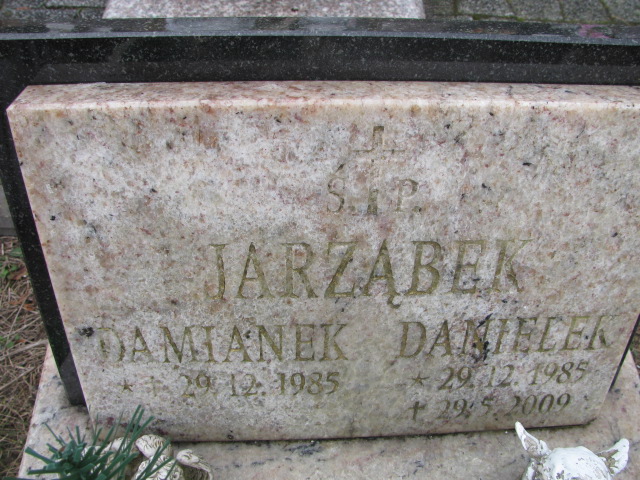 Ś. † P.
JARZĄBEK
DAMIANEK
* + 29. 12. 1985
DANIELEK
* 29. 12. 1985
+ 29. 5. 2009